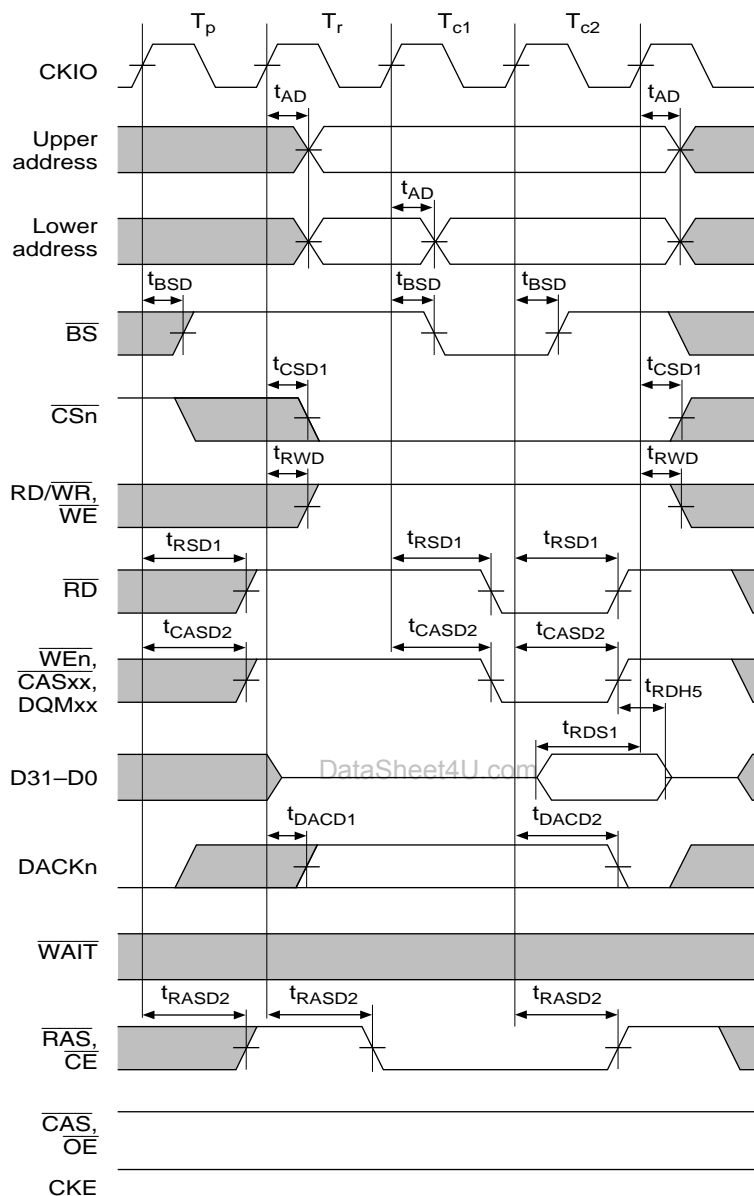 Tp Tr Tc1 Tc2
CKIO
tAD tAD
Upper
address
tAD
Lower
address
tBSD tBSD tBSD
BS
tCSD1 tCSD1
CSn
tRWD tRWD
RD/WR,
WE
tRSD1 tRSD1 tRSD1
RD
tCASD2 tCASD2 tCASD2
WEn,
CASxx,
DQMxx
tRDH5
tRDS1
D31–D0
DataSheet4U.com
tDACD1 tDACD2
DACKn
WAIT
tRASD2 tRASD2 tRASD2
RAS,
CE
CAS,
OE
CKE